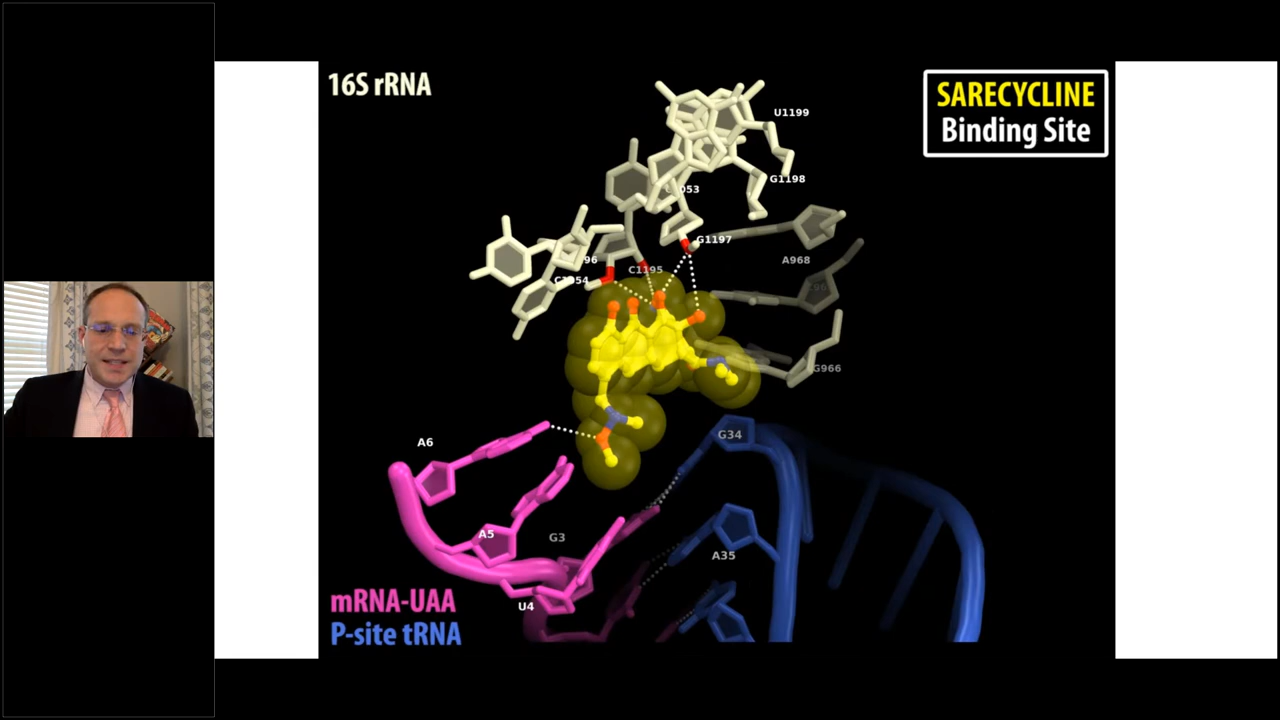 16S rRNA
SARECYCLINE
Binding Site
U1199
G1198
G1197
A968
C1195
G966
G34
A6
A5
G3
A35
U4
mRNA-UAA
P-site tRNA